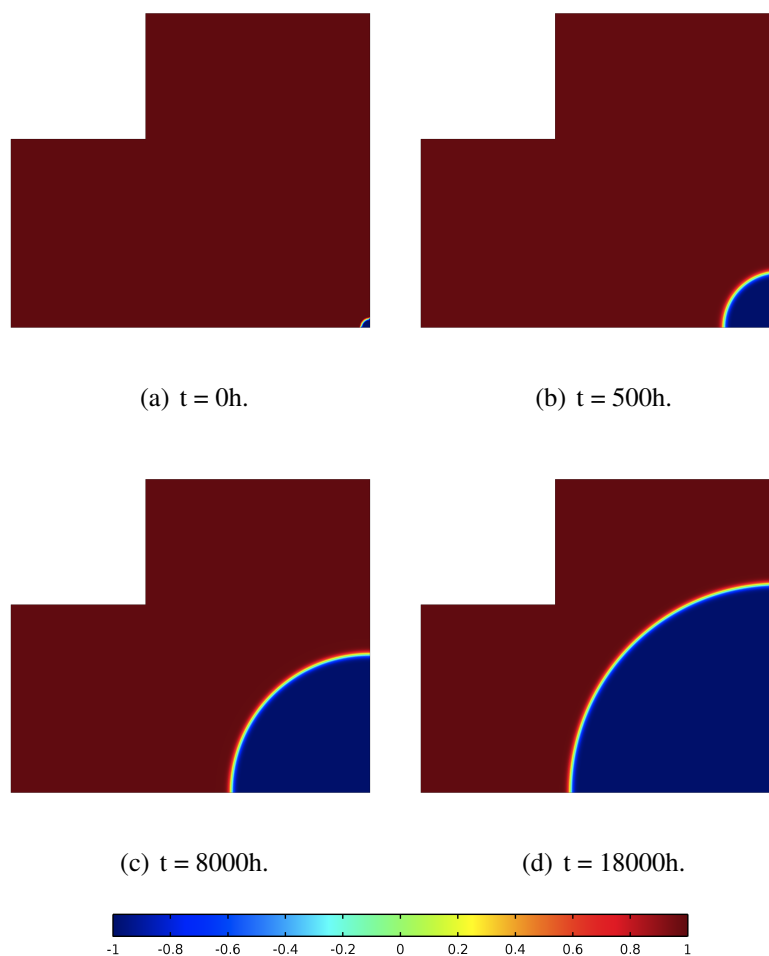 (a) t = 0h.
(b) t = 500h.
(c) t = 8000h.
(d) t = 18000h.
-1 -0.8 -0.6 -0.4 -0.2 0 0.2 0.4 0.6 0.8 1